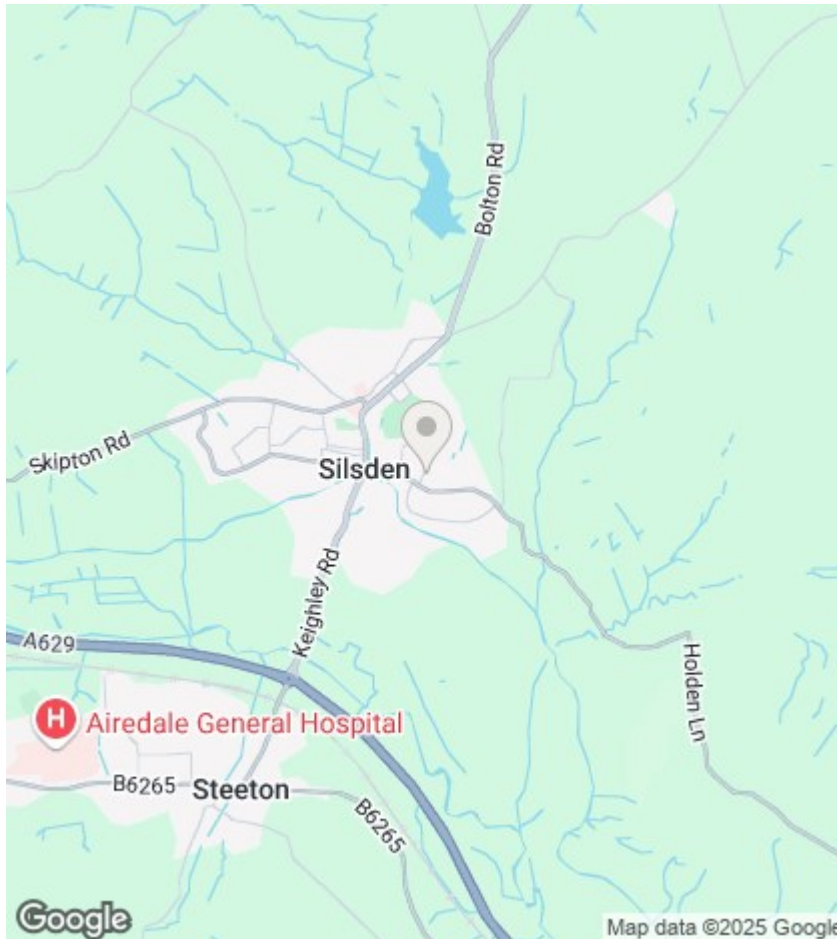 Bolton Rd
Skipton Rd
Silsden
Keighley Rd
A629
Holden Ln
H
Airedale General Hospital
B6265
Steeton
B6265
Google
Map data ©2025 Google